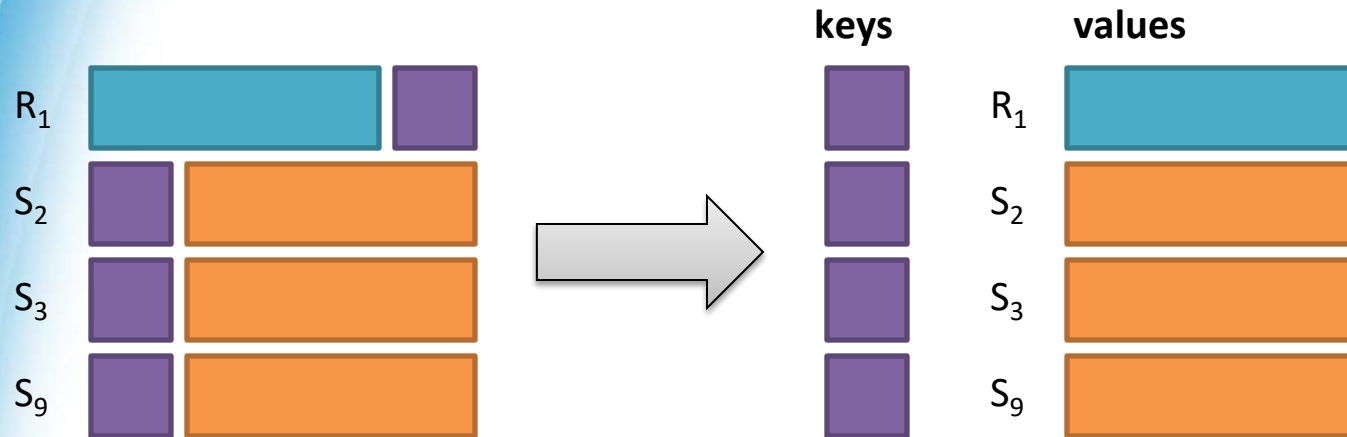 keys values
R₁ R₁
S₂ S₂
S₃ S₃
S₉ S₉